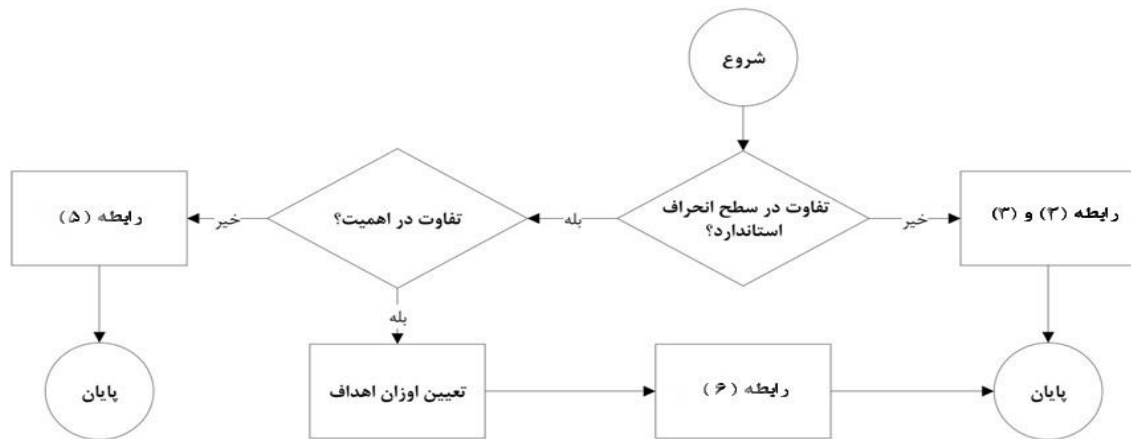 شروع
تفاوت در سطح انحراف
استاندارد؟
خیر
رابطه (۲) و (۳)
بله
تفاوت در اهمیت؟
خیر
رابطه (۵)
بله
تعیین اوزان اهداف
رابطه (۶)
پایان
پایان